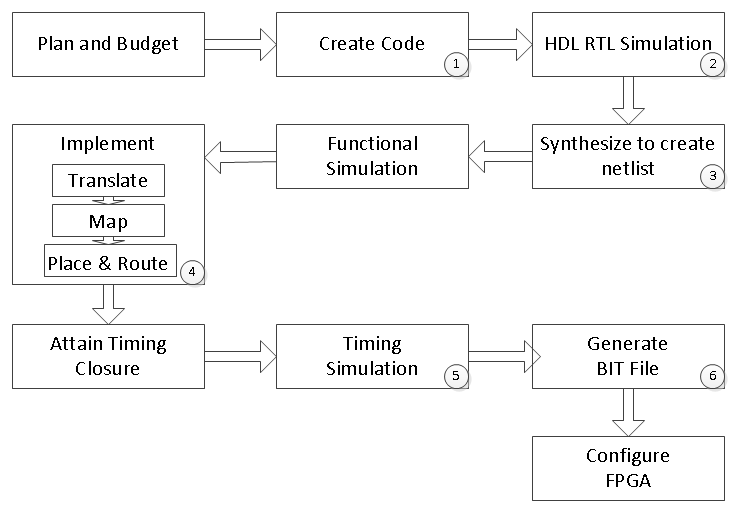 Plan and Budget
Create Code
1
HDL RTL Simulation
2
Synthesize to create
netlist
3
Functional
Simulation
Implement
Translate
Map
Place & Route
4
Attain Timing
Closure
Timing
Simulation
5
Generate
BIT File
6
Configure
FPGA